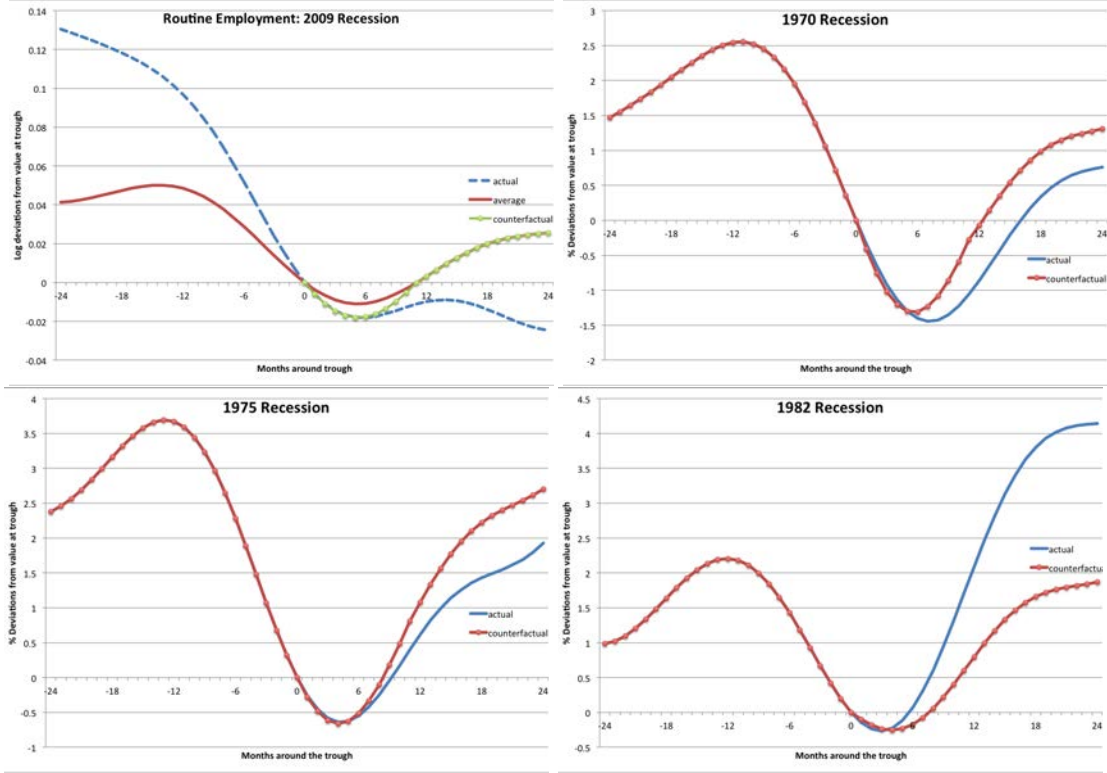 Routine Employment: 2009 Recession
Log deviations from value at trough
0.14
0.12
0.1
0.08
0.06
0.04
0.02
0
-0.02
-0.04
-24 -18 -12 -6 0 6 12 18 24
actual
average
counterfactual
Months around trough
1970 Recession
% Deviations from value at trough
3
2.5
2
1.5
1
0.5
0
-0.5
-1
-1.5
-2
-24 -18 -12 -6 0 6 12 18 24
actual
counterfactual
Months around the trough
1975 Recession
% Deviations from value at trough
4
3.5
3
2.5
2
1.5
1
0.5
0
-0.5
-1
-24 -18 -12 -6 0 6 12 18 24
actual
counterfactual
Months around the trough
1982 Recession
% Deviations from value at trough
4.5
4
3.5
3
2.5
2
1.5
1
0.5
0
-0.5
-24 -18 -12 -6 0 6 12 18 24
actual
counterfactua
Months around the trough